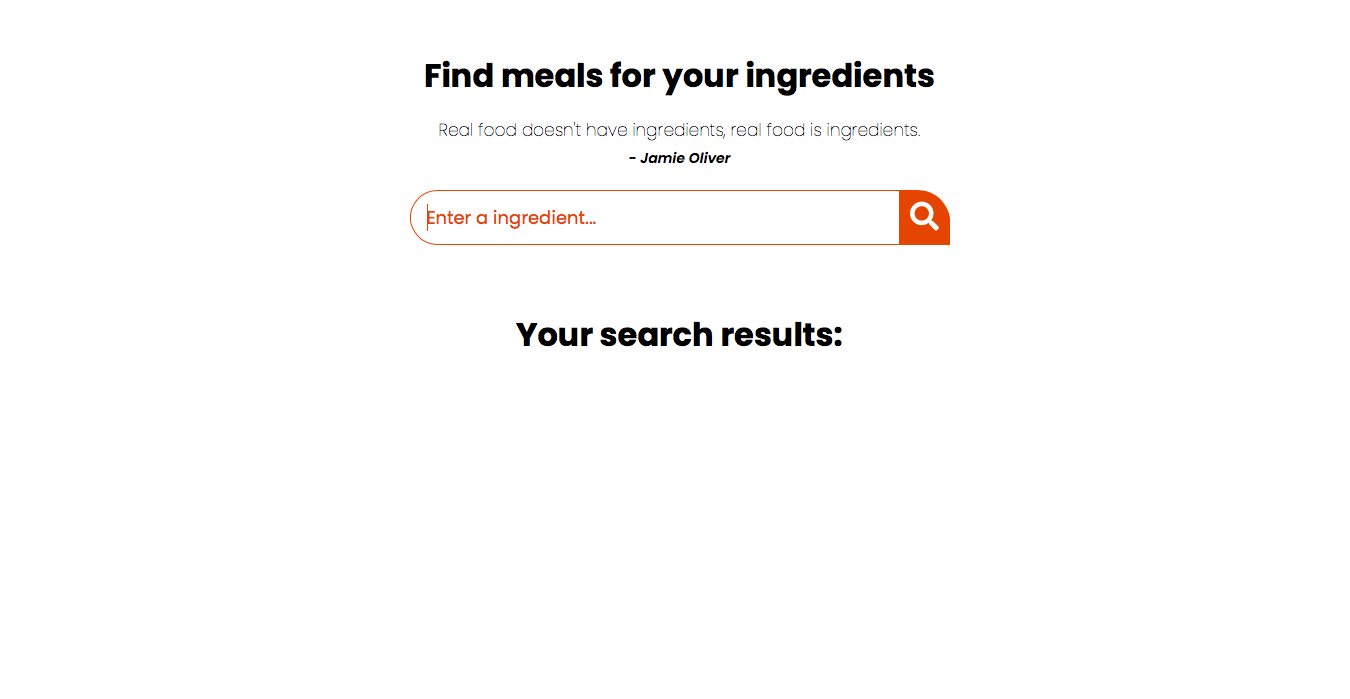 Find meals for your ingredients
Real food doesn't have ingredients, real food is ingredients.
- Jamie Oliver
Enter a ingredient...
Your search results: